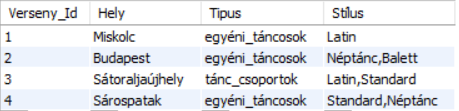 Verseny_Id Hely Tipus Stílus
1 Miskolc egyéni_táncosok Latin
2 Budapest egyéni_táncosok Néptánc,Balett
3 Sátoraljaújhely tánc_csoportok Latin,Standard
4 Sárospatak egyéni_táncosok Standard,Néptánc